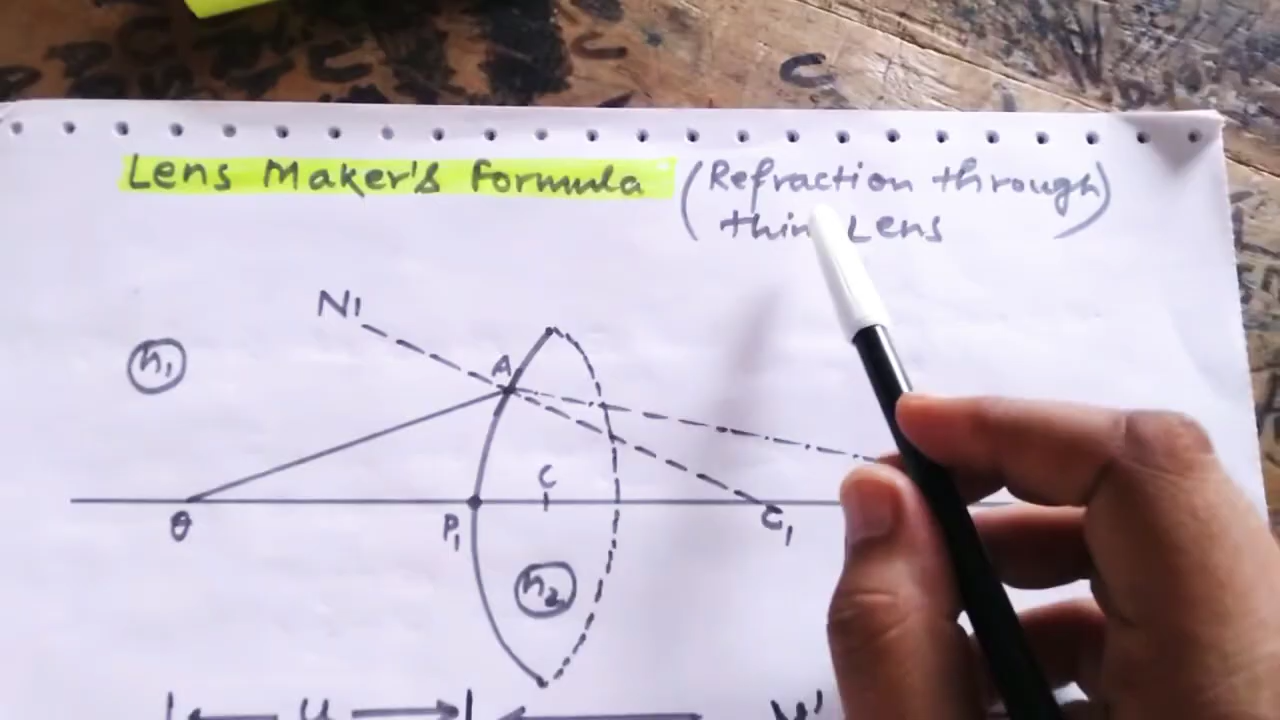 Lens Maker's formula (Refraction through
thin Lens)
N1
n1
A
C
O
P1
C1
n2
u
v'